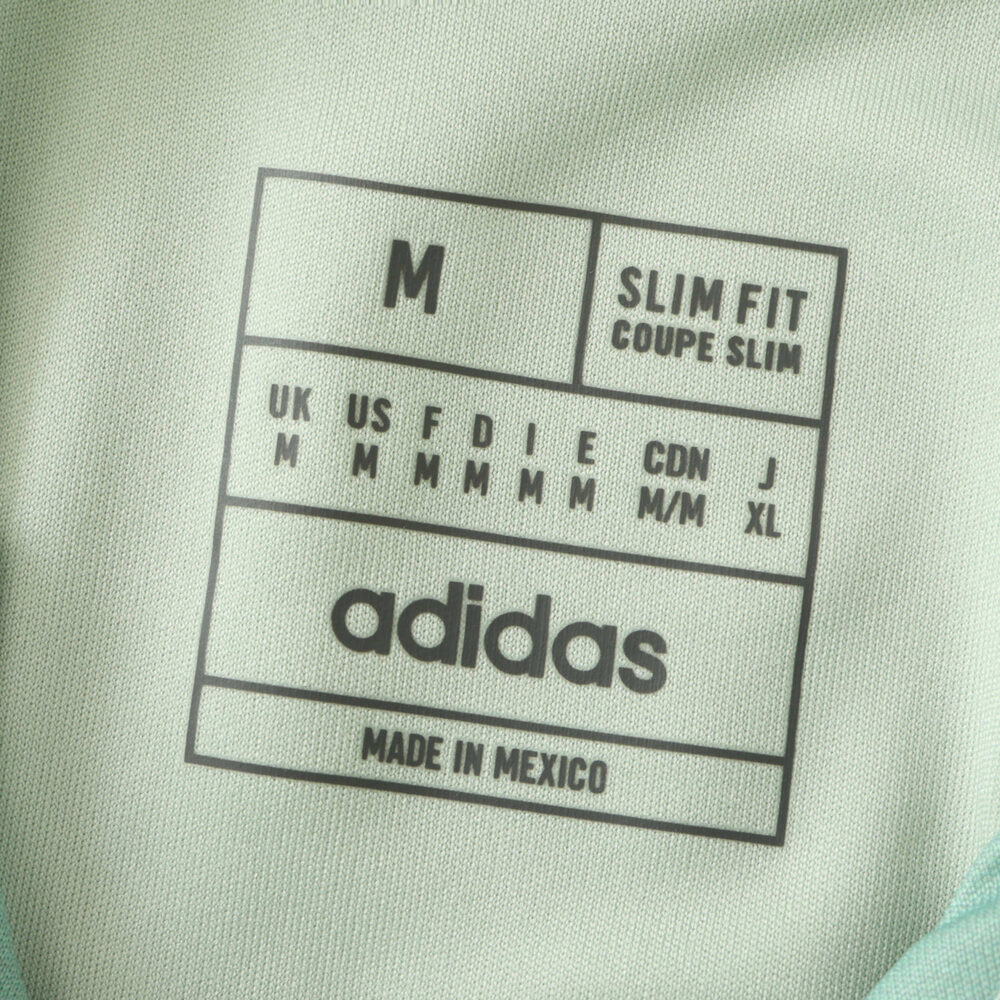 M
SLIM FIT
COUPE SLIM
UK US F D I E CDN J
M M M M M M M/M XL
adidas
MADE IN MEXICO